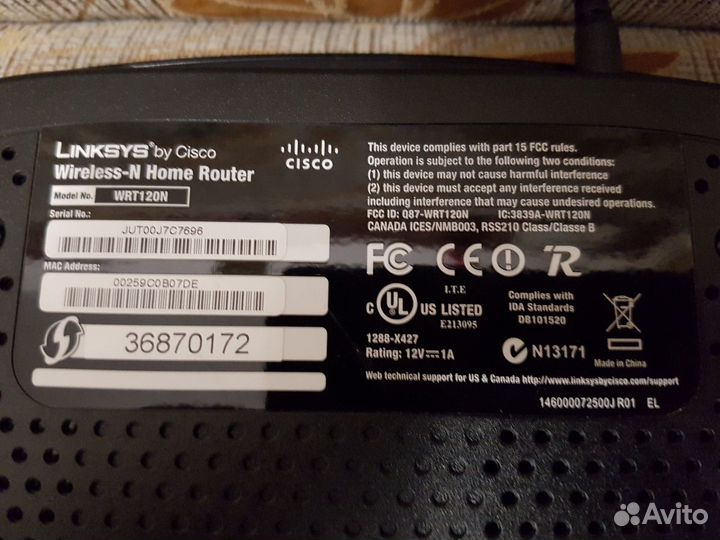 LINKSYS® by Cisco
CISCO
Wireless-N Home Router
Model No. WRT120N
Serial No.:
JUT00J7C7696
MAC Address:
00259C0B07DE
36870172
This device complies with part 15 FCC rules.
Operation is subject to the following two conditions:
(1) this device may not cause harmful interference
(2) this device must accept any interference received
including interference that may cause undesired operations.
FCC ID: Q87-WRT120N IC:3839A-WRT120N
CANADA ICES/NMB003, RSS210 Class/Classe B
FC CE R
I.T.E
C UL US LISTED
E213095
Complies with
IDA Standards
DB101520
1288-X427
Rating: 12V⎓1A
N13171
Made in China
Web technical support for US & Canada http://www.linksysbycisco.com/support
146000072500J R01 EL
Avito